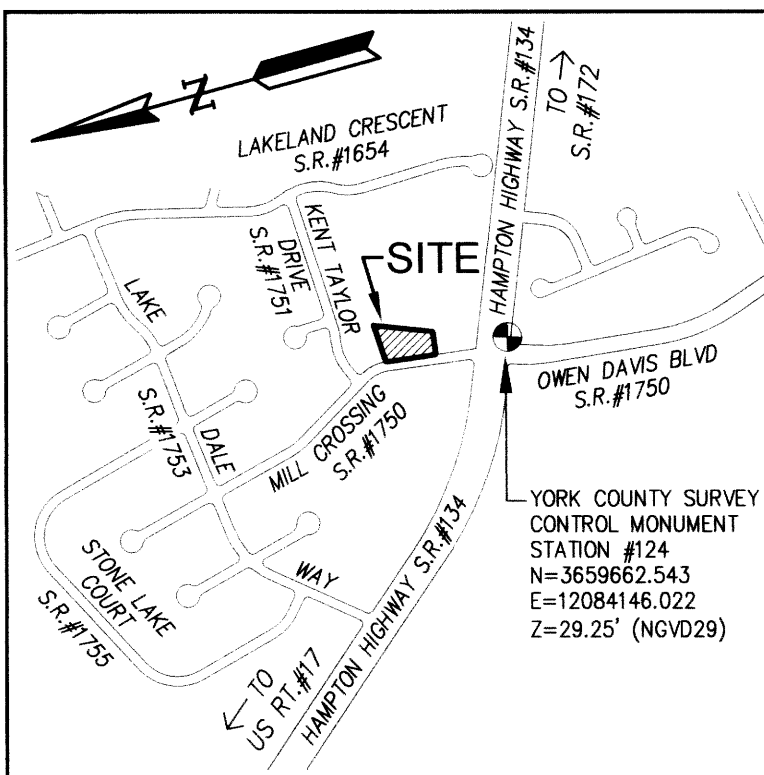 N
LAKELAND CRESCENT
S.R.#1654
HAMPTON HIGHWAY S.R.#134
TO →
S.R.#172
KENT TAYLOR
DRIVE
S.R.#1751
SITE
LAKE
DALE
WAY
S.R.#1753
MILL CROSSING
S.R.#1750
OWEN DAVIS BLVD
S.R.#1750
STONE LAKE
COURT
S.R.#1755
HAMPTON HIGHWAY S.R.#134
← TO
US RT.#17
YORK COUNTY SURVEY
CONTROL MONUMENT
STATION #124
N=3659662.543
E=12084146.022
Z=29.25' (NGVD29)